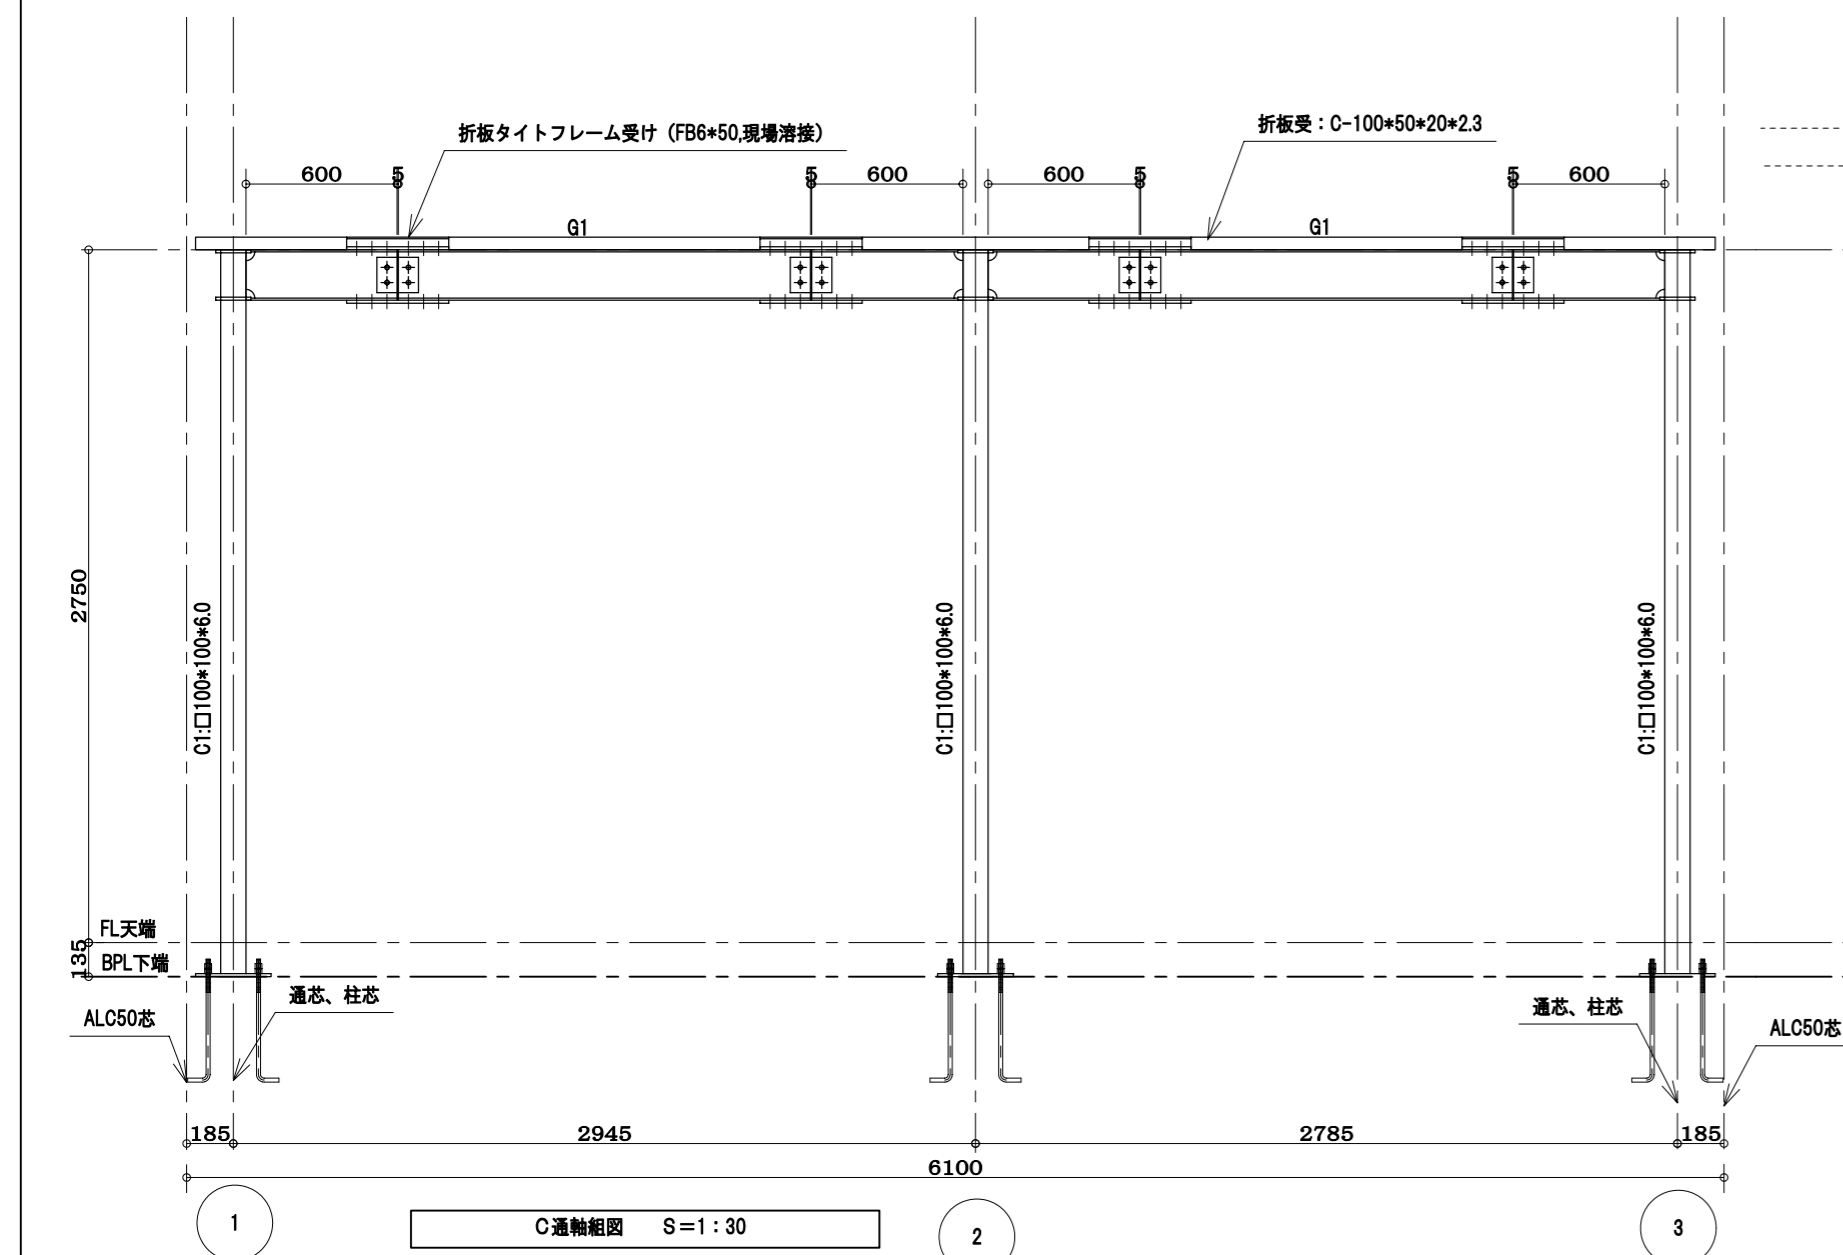 折板タイトフレーム受け（FB6*50,現場溶接）
折板受：C-100*50*20*2.3
600
5
5
600
600
5
5
600
G1
G1
2750
C1:□100*100*6.0
C1:□100*100*6.0
C1:□100*100*6.0
FL天端
135
BPL下端
通芯、柱芯
ALC50芯
通芯、柱芯
ALC50芯
185
2945
2785
185
6100
1
C通軸組図　S＝1：30
2
3